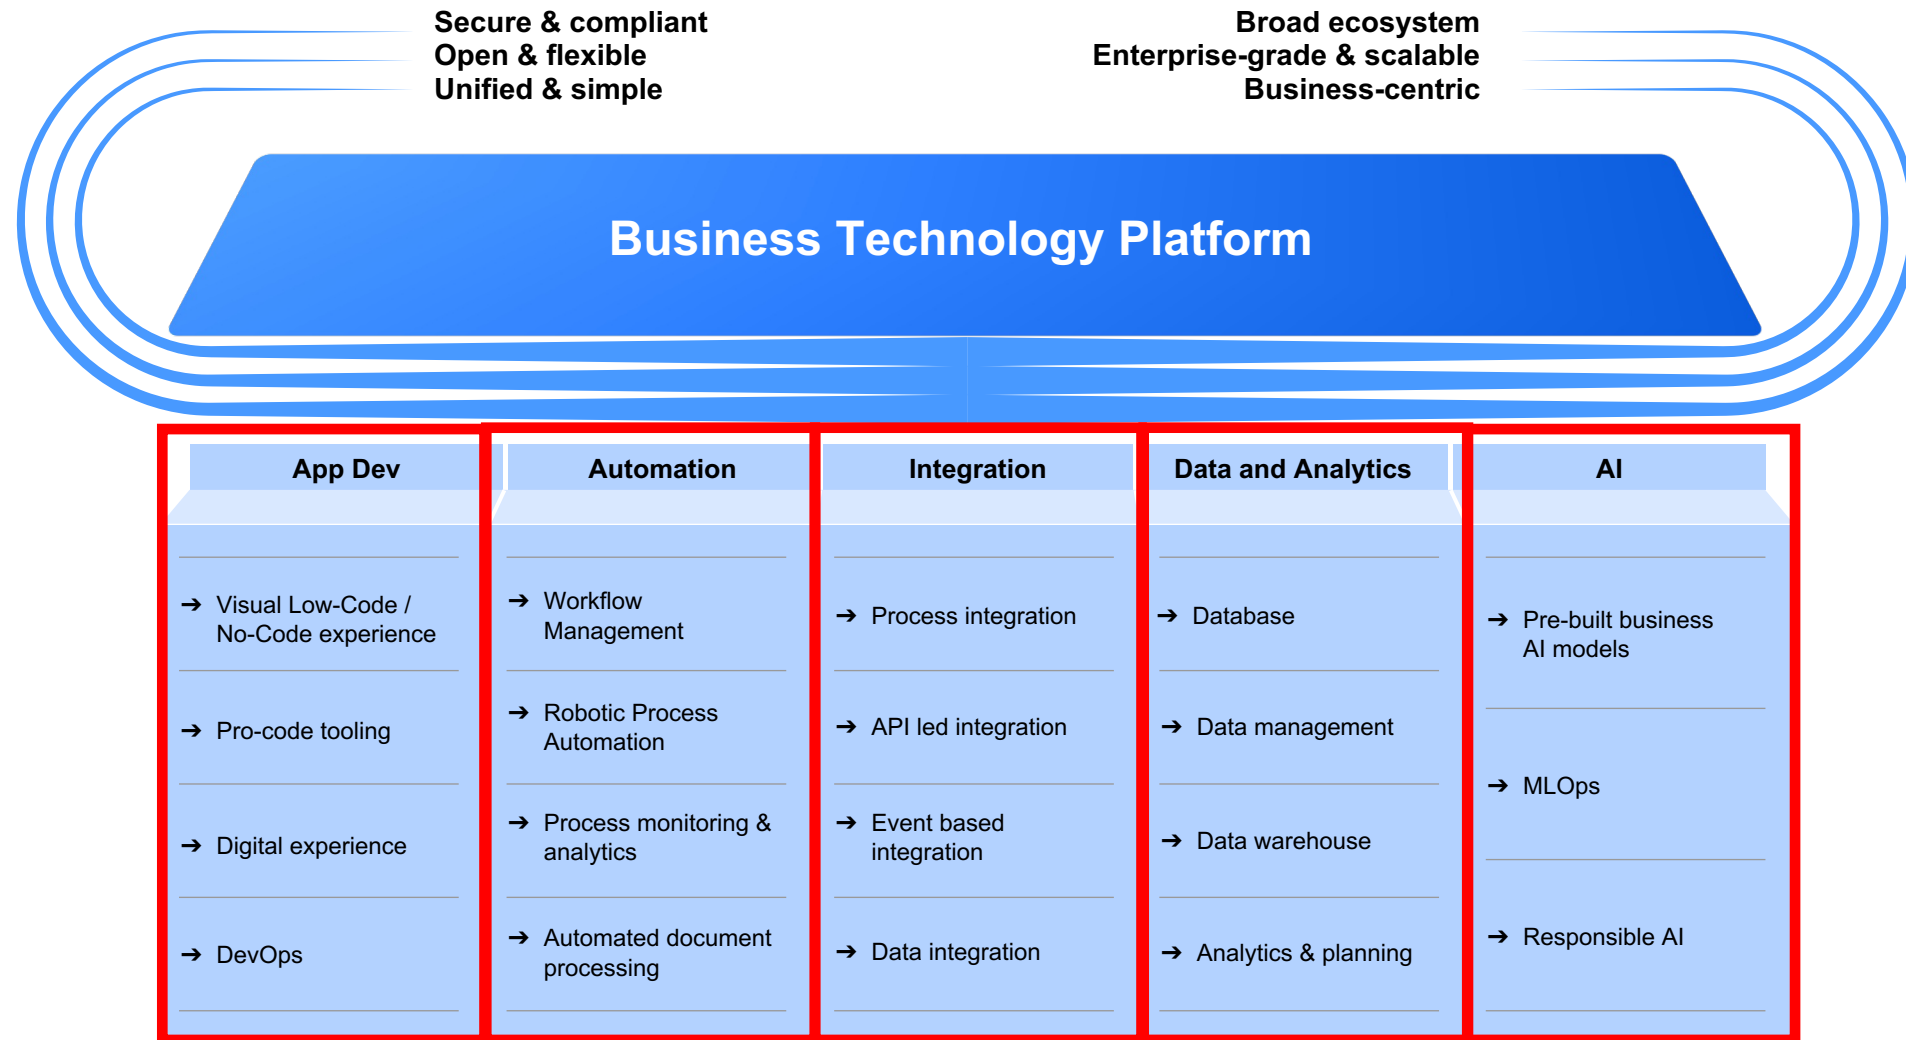 Secure & compliant
Open & flexible
Unified & simple
Broad ecosystem
Enterprise-grade & scalable
Business-centric
Business Technology Platform
App Dev
➔ Visual Low-Code /
No-Code experience
➔ Pro-code tooling
➔ Digital experience
➔ DevOps
Automation
➔ Workflow
Management
➔ Robotic Process
Automation
➔ Process monitoring &
analytics
➔ Automated document
processing
Integration
➔ Process integration
➔ API led integration
➔ Event based
integration
➔ Data integration
Data and Analytics
➔ Database
➔ Data management
➔ Data warehouse
➔ Analytics & planning
AI
➔ Pre-built business
AI models
➔ MLOps
➔ Responsible AI